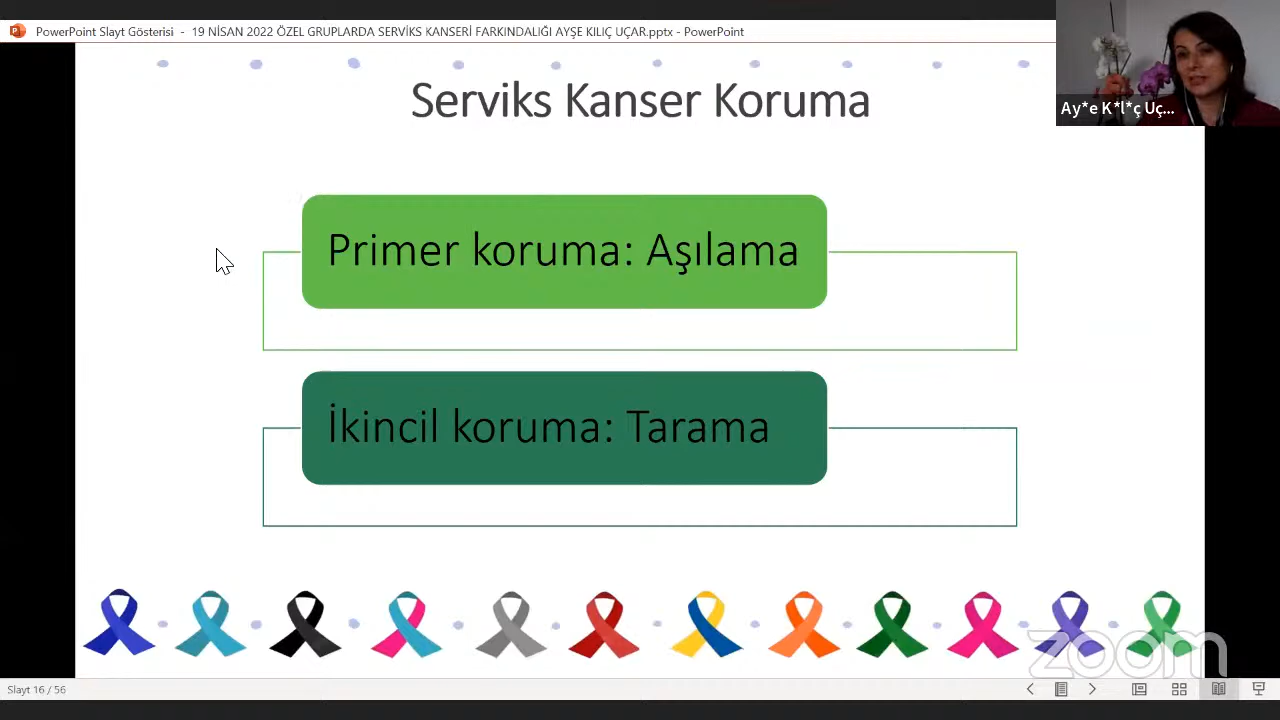 PowerPoint Slayt Gösterisi - 19 NİSAN 2022 ÖZEL GRUPLARDA SERVİKS KANSERİ FARKINDALIĞI AYŞE KILIÇ UÇAR.pptx - PowerPoint
Ay*e K*l*ç Uç...
Serviks Kanser Koruma
Primer koruma: Aşılama
İkincil koruma: Tarama
zoom
Slayt 16 / 56